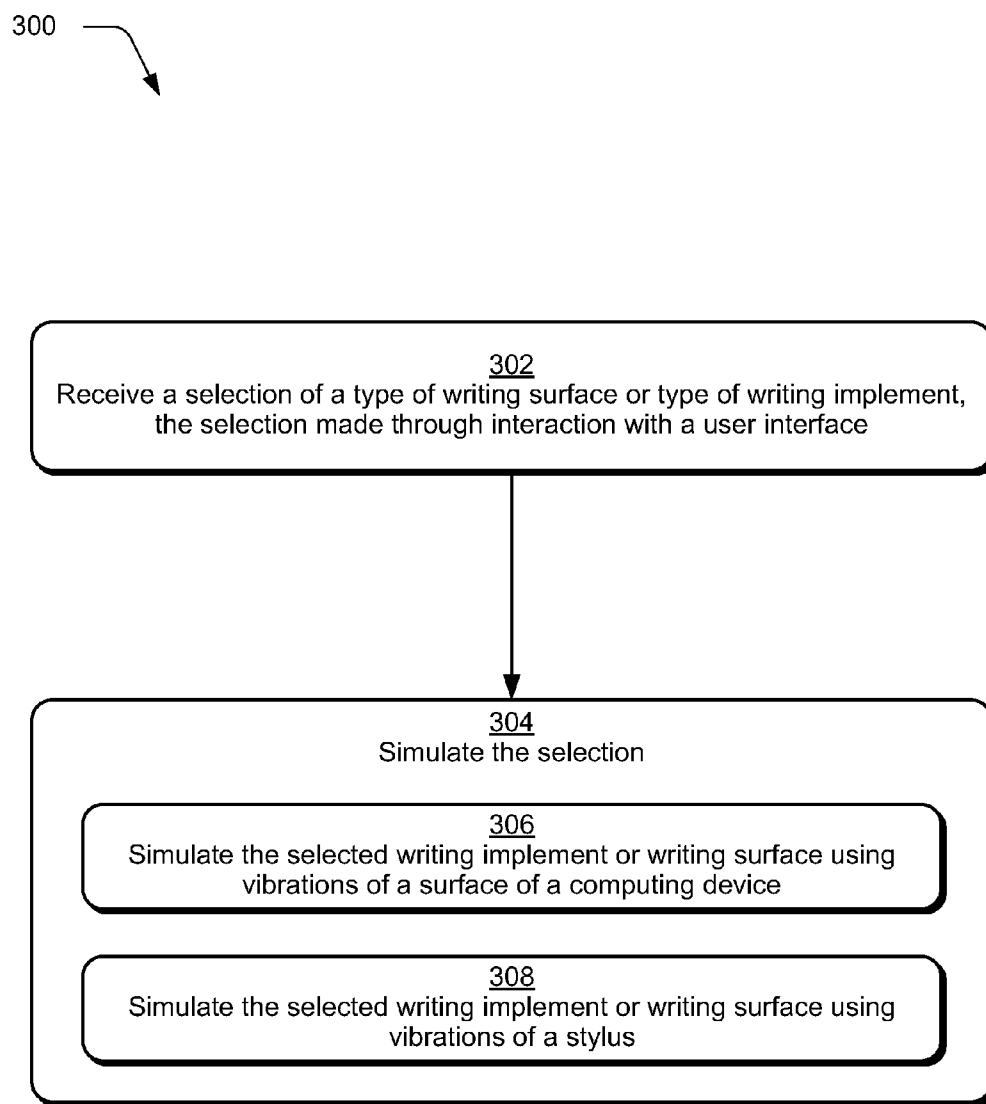 300
302
Receive a selection of a type of writing surface or type of writing implement,
the selection made through interaction with a user interface
304
Simulate the selection
306
Simulate the selected writing implement or writing surface using
vibrations of a surface of a computing device
308
Simulate the selected writing implement or writing surface using
vibrations of a stylus